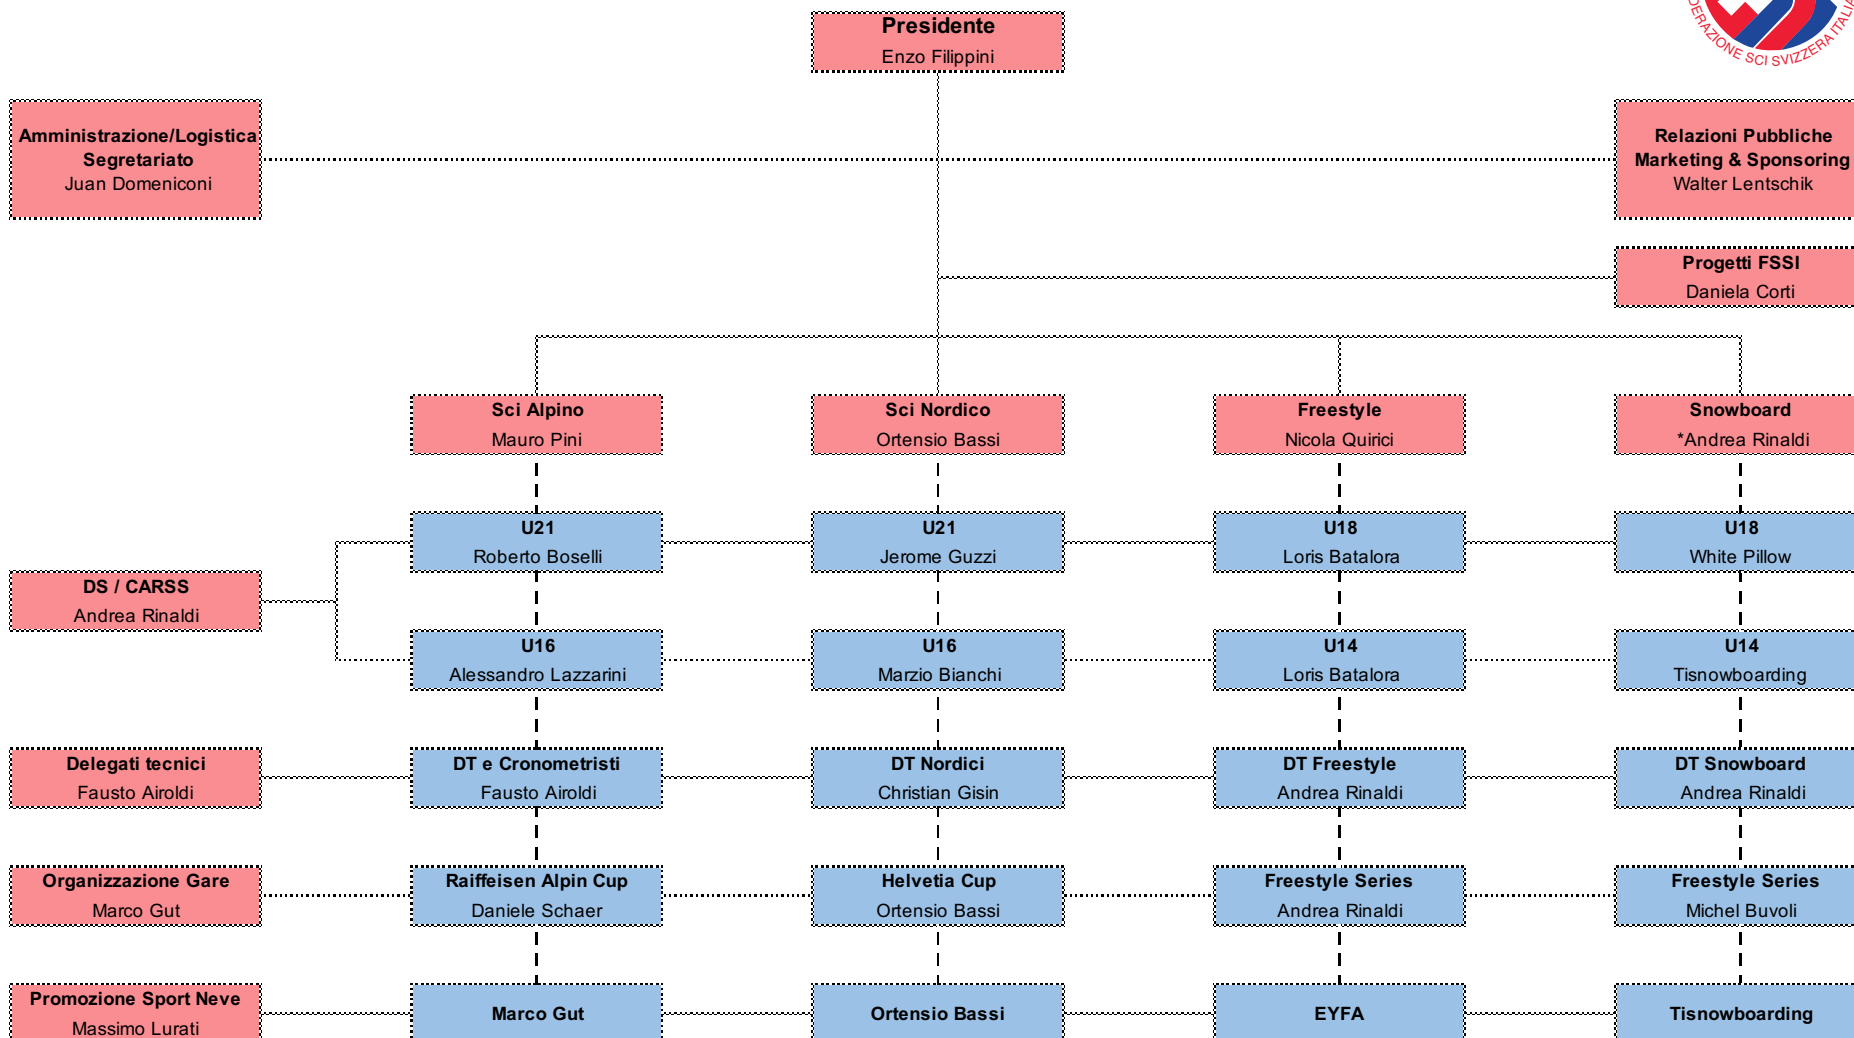 Presidente
Enzo Filippini
FEDERAZIONE SCI SVIZZERA ITALIA
Amministrazione/Logistica
Segretariato
Juan Domeniconi
Relazioni Pubbliche
Marketing & Sponsoring
Walter Lentschik
Progetti FSSI
Daniela Corti
Sci Alpino
Mauro Pini
Sci Nordico
Ortensio Bassi
Freestyle
Nicola Quirici
Snowboard
*Andrea Rinaldi
U21
Roberto Boselli
U21
Jerome Guzzi
U18
Loris Batalora
U18
White Pillow
DS / CARSS
Andrea Rinaldi
U16
Alessandro Lazzarini
U16
Marzio Bianchi
U14
Loris Batalora
U14
Tisnowboarding
Delegati tecnici
Fausto Airoldi
DT e Cronometristi
Fausto Airoldi
DT Nordici
Christian Gisin
DT Freestyle
Andrea Rinaldi
DT Snowboard
Andrea Rinaldi
Organizzazione Gare
Marco Gut
Raiffeisen Alpin Cup
Daniele Schaer
Helvetia Cup
Ortensio Bassi
Freestyle Series
Andrea Rinaldi
Freestyle Series
Michel Buvoli
Promozione Sport Neve
Massimo Lurati
Marco Gut
Ortensio Bassi
EYFA
Tisnowboarding